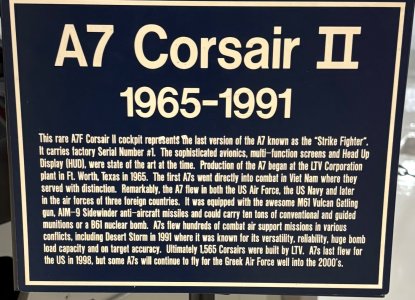 A7 Corsair II
1965-1991
This rare A7F Corsair II cockpit represents the last version of the A7 known as the "Strike Fighter".
It carries factory Serial Number #1. The sophisticated avionics, multi-function screens and Head Up
Display (HUD), were state of the art at the time. Production of the A7 began at the LTV Corporation
plant in Ft. Worth, Texas in 1965. The first A7s went directly into combat in Viet Nam where they
served with distinction. Remarkably, the A7 flew in both the US Air Force, the US Navy and later
in the air forces of three foreign countries. It was equipped with the awesome M61 Vulcan Gatling
gun, AIM-9 Sidewinder anti-aircraft missiles and could carry ten tons of conventional and guided
munitions or a B61 nuclear bomb. A7s flew hundreds of combat air support missions in various
conflicts, including Desert Storm in 1991 where it was known for its versatility, reliability, huge bomb
load capacity and on target accuracy. Ultimately 1,565 Corsairs were built by LTV. A7s last flew for
the US in 1998, but some A7s will continue to fly for the Greek Air Force well into the 2000's.